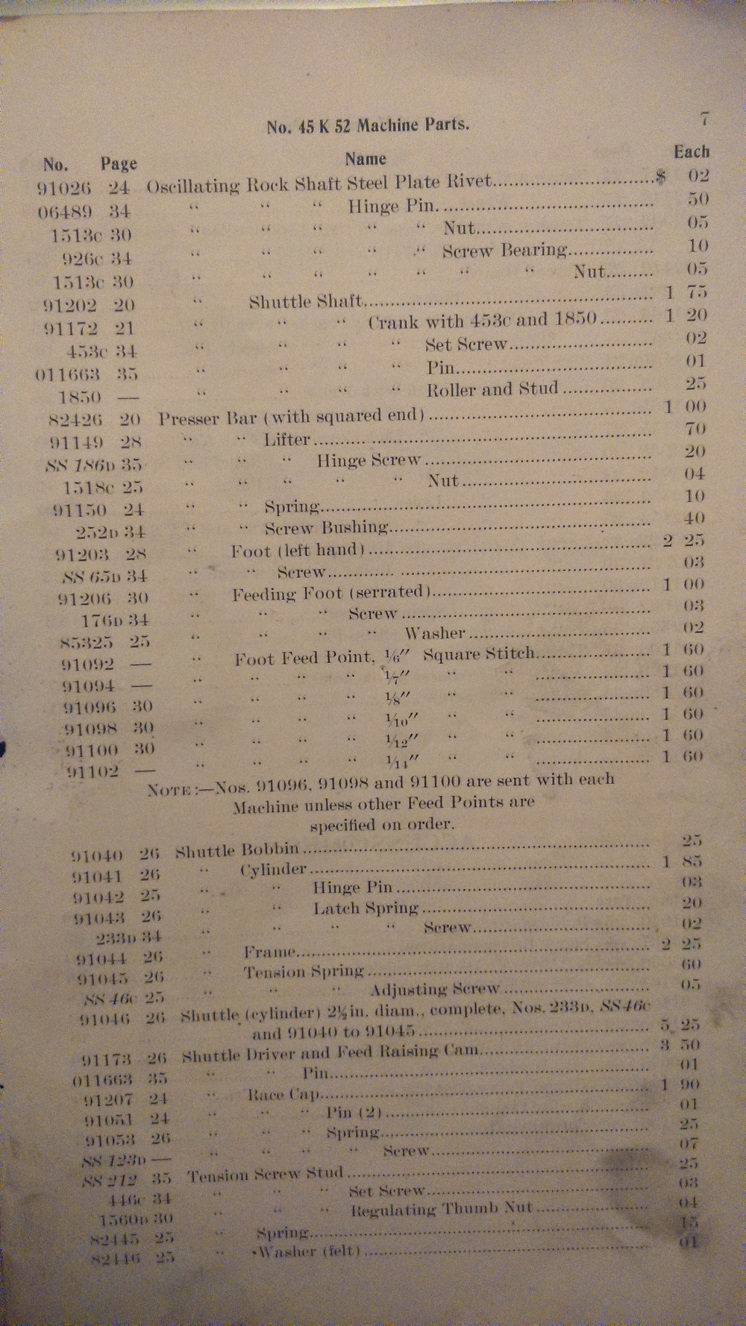 7
No. 45 K 52 Machine Parts.
No. Page Name Each
91026 24 Oscillating Rock Shaft Steel Plate Rivet............................$ 02
06489 34 “ “ “ Hinge Pin............................ 50
1513c 30 “ “ “ “ “ Nut............................ 05
926c 34 “ “ “ “ “ Screw Bearing............... 10
1513c 30 “ “ “ “ “ “ “ Nut........ 05
91202 20 “ Shuttle Shaft............................ 1 75
91172 21 “ “ “ Crank with 453c and 1850.......... 1 20
453c 34 “ “ “ “ Set Screw......................... 02
011663 35 “ “ “ “ Pin............................ 01
1850 — “ “ “ “ Roller and Stud................ 25
82426 20 Presser Bar (with squared end)............................ 1 00
91149 28 “ “ Lifter............................ 70
SS 186D 35 “ “ “ Hinge Screw............................ 20
1518c 25 “ “ “ “ “ Nut............................ 04
91150 24 “ “ Spring............................ 10
252D 34 “ “ Screw Bushing............................ 40
91203 28 “ Foot (left hand)............................ 2 25
SS 65D 34 “ “ Screw............................ 03
91206 30 “ Feeding Foot (serrated)............................ 1 00
176D 34 “ “ “ Screw............................ 03
85325 25 “ “ “ “ Washer............................ 02
91092 — “ Foot Feed Point, 1/6″ Square Stitch.................. 1 60
91094 — “ “ “ “ 1/7″ “ “ .................. 1 60
91096 30 “ “ “ “ 1/8″ “ “ .................. 1 60
91098 30 “ “ “ “ 1/10″ “ “ .................. 1 60
91100 30 “ “ “ “ 1/12″ “ “ .................. 1 60
91102 — “ “ “ “ 1/14″ “ “ .................. 1 60
NOTE:—Nos. 91096, 91098 and 91100 are sent with each
Machine unless other Feed Points are
specified on order.
91040 26 Shuttle Bobbin............................ 25
91041 26 “ Cylinder............................ 1 85
91042 25 “ “ Hinge Pin............................ 03
91043 26 “ “ Latch Spring............................ 20
233D 34 “ “ “ “ Screw............................ 02
91044 26 “ Frame............................ 2 25
91045 26 “ Tension Spring............................ 60
SS 46c 25 “ “ “ Adjusting Screw............................ 05
91046 26 Shuttle (cylinder) 2⅛ in. diam., complete, Nos. 233D, SS46c
and 91040 to 91045............................ 5 25
91173 26 Shuttle Driver and Feed Raising Cam............................ 3 50
011663 35 “ “ Pin............................ 01
91207 24 “ Race Cap............................ 1 90
91051 24 “ “ “ Pin (2)............................ 01
91053 26 “ “ “ Spring............................ 25
SS 123D — “ “ “ “ Screw............................ 07
SS 212 35 Tension Screw Stud............................ 25
446c 34 “ “ “ Set Screw............................ 03
1560D 30 “ “ “ Regulating Thumb Nut............... 04
82445 25 “ Spring............................ 15
82446 25 “ Washer (felt)............................ 01